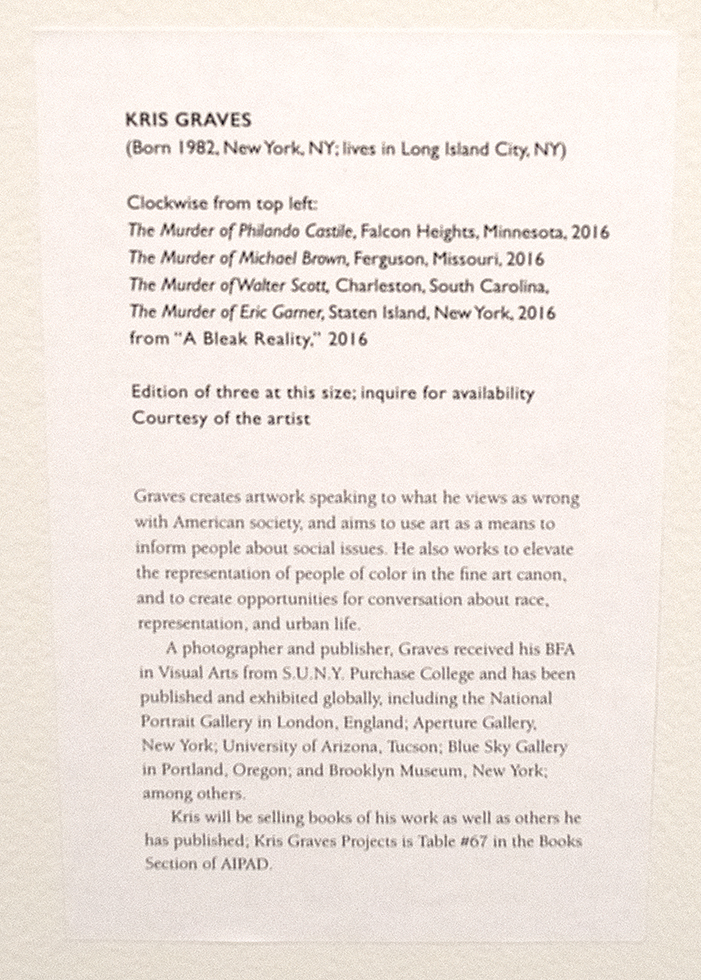 KRIS GRAVES
(Born 1982, New York, NY; lives in Long Island City, NY)
Clockwise from top left:
The Murder of Philando Castile, Falcon Heights, Minnesota, 2016
The Murder of Michael Brown, Ferguson, Missouri, 2016
The Murder of Walter Scott, Charleston, South Carolina,
The Murder of Eric Garner, Staten Island, New York, 2016
from "A Bleak Reality," 2016
Edition of three at this size; inquire for availability
Courtesy of the artist
Graves creates artwork speaking to what he views as wrong
with American society, and aims to use art as a means to
inform people about social issues. He also works to elevate
the representation of people of color in the fine art canon,
and to create opportunities for conversation about race,
representation, and urban life.
A photographer and publisher, Graves received his BFA
in Visual Arts from S.U.N.Y. Purchase College and has been
published and exhibited globally, including the National
Portrait Gallery in London, England; Aperture Gallery,
New York; University of Arizona, Tucson; Blue Sky Gallery
in Portland, Oregon; and Brooklyn Museum, New York;
among others.
Kris will be selling books of his work as well as others he
has published; Kris Graves Projects is Table #67 in the Books
Section of AIPAD.